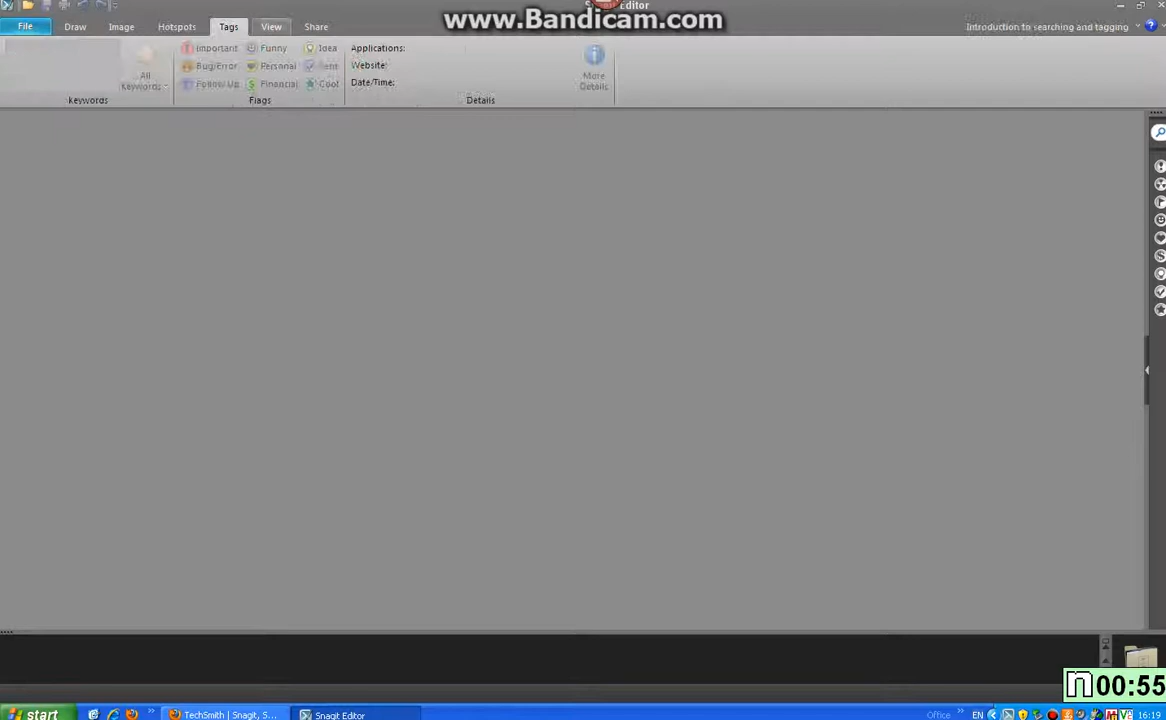 www.Bandicam.com
File Draw Image Hotspots Tags View Share
Introduction to searching and tagging
Important Funny Idea
Bug/Error Personal Sent
Follow Up Financial Cool
All Keywords
Applications:
Website:
Date/Time:
More Details
Keywords Flags Details
00:55
start TechSmith | Snagit, S... Snagit Editor Office EN 16:19